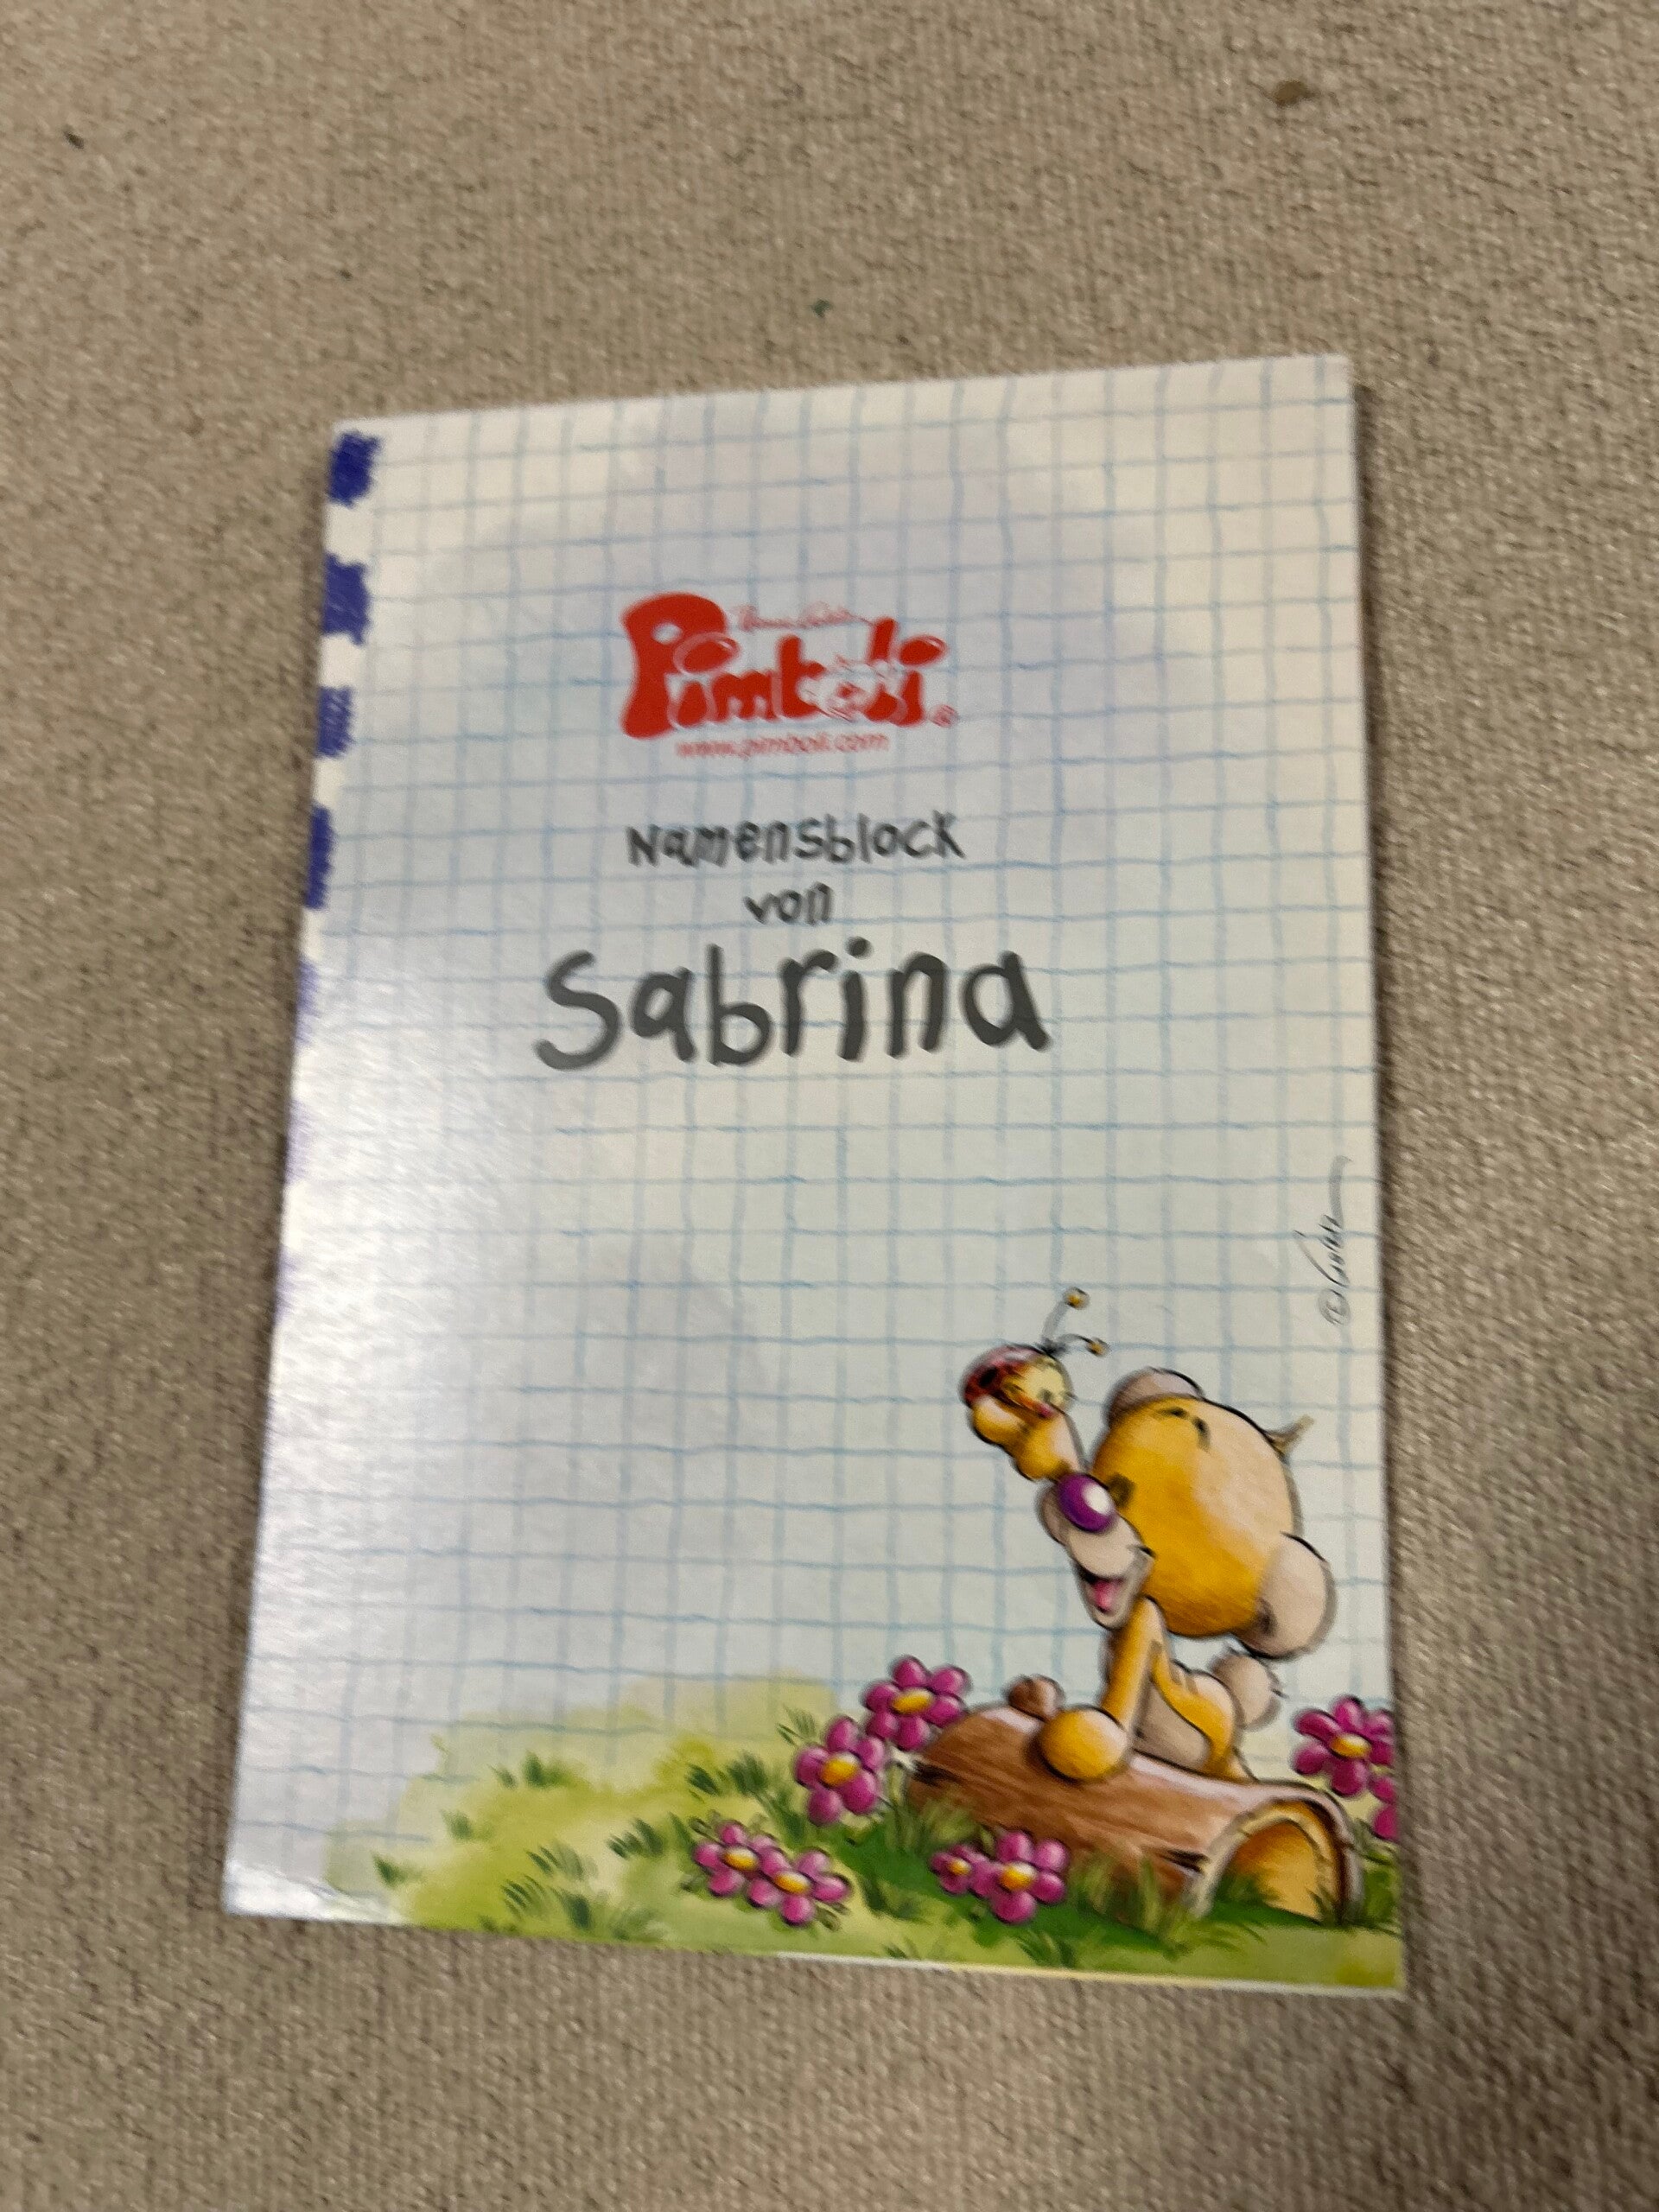 Pimboli®
www.pimboli.com
Namensblock
von
Sabrina